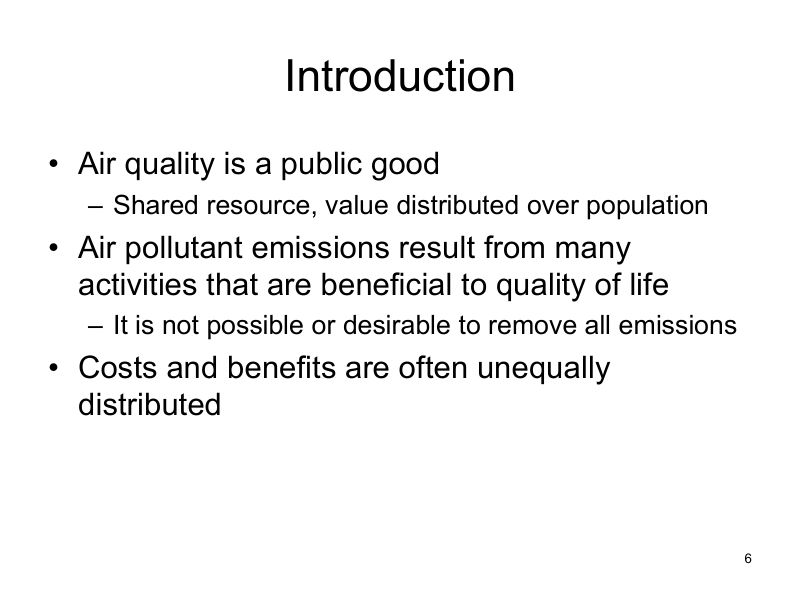 Introduction
• Air quality is a public good
– Shared resource, value distributed over population
• Air pollutant emissions result from many
activities that are beneficial to quality of life
– It is not possible or desirable to remove all emissions
• Costs and benefits are often unequally
distributed
6